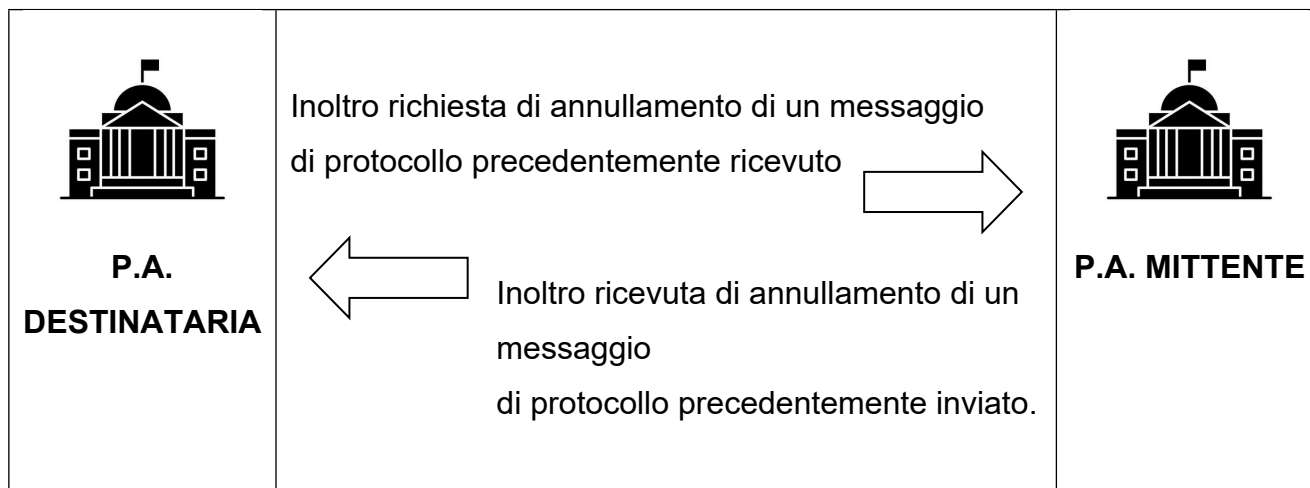 P.A.
DESTINATARIA
Inoltro richiesta di annullamento di un messaggio
di protocollo precedentemente ricevuto
Inoltro ricevuta di annullamento di un
messaggio
di protocollo precedentemente inviato.
P.A. MITTENTE